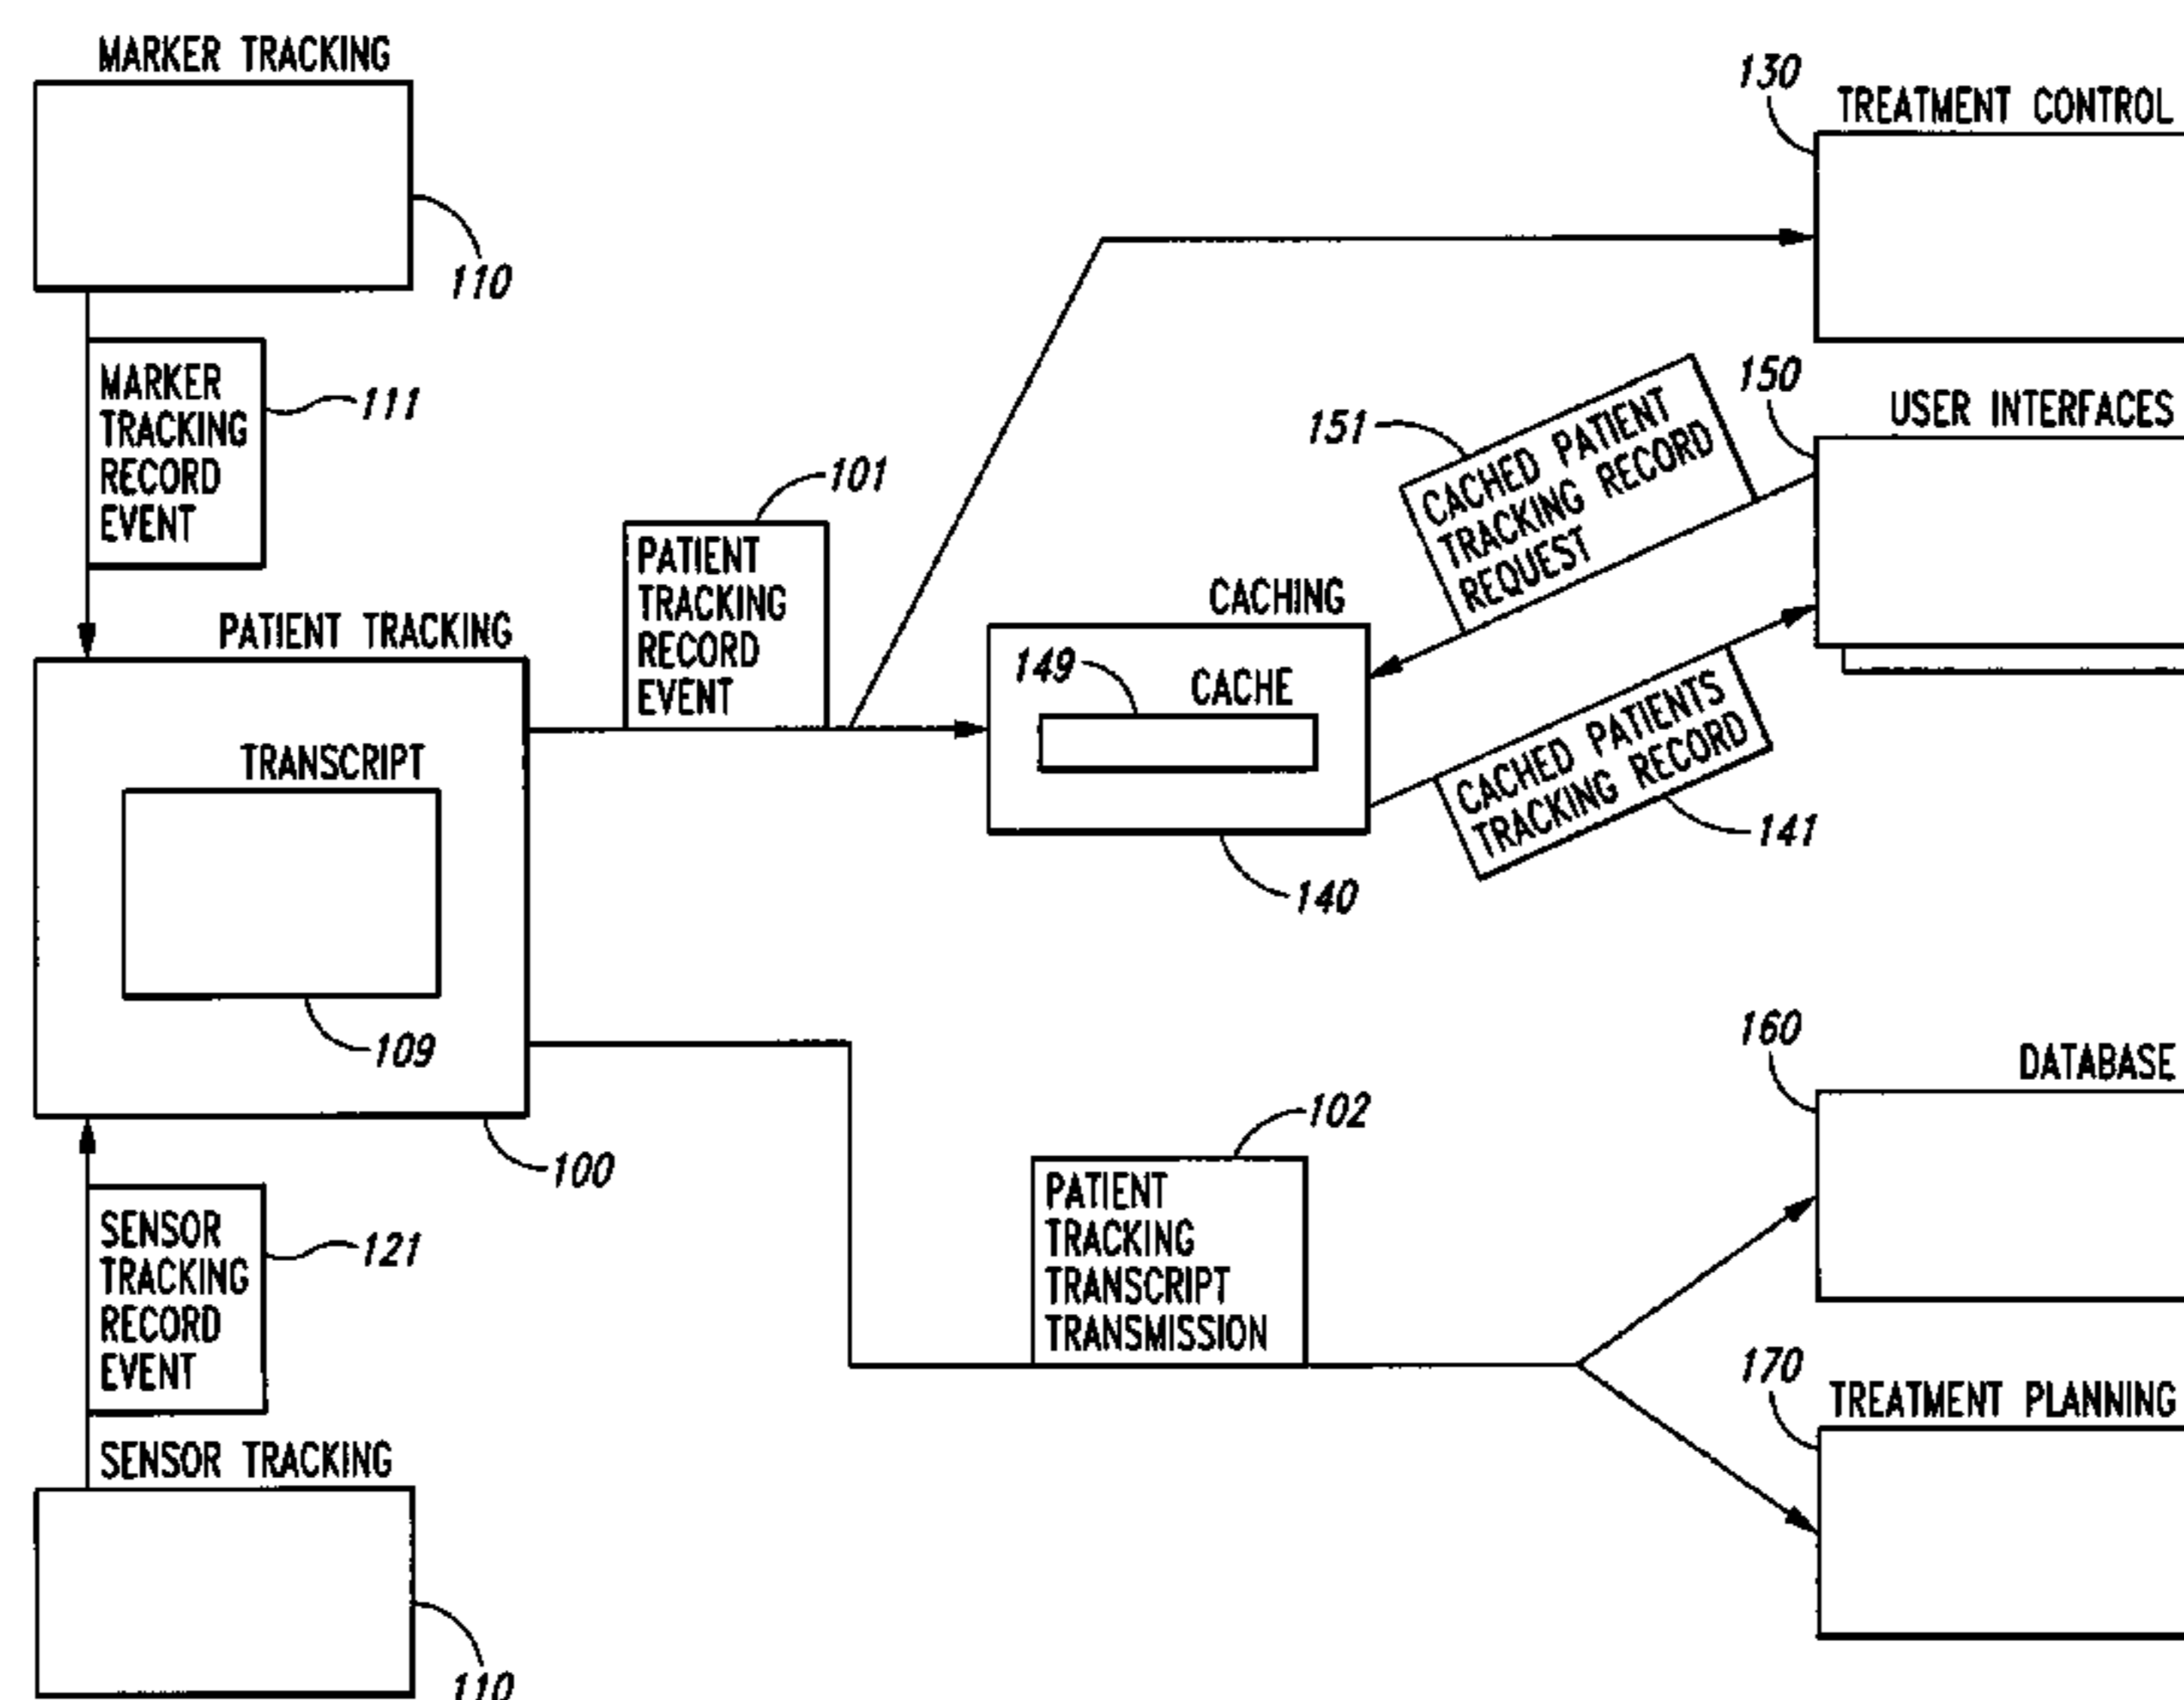 MARKER TRACKING
110
MARKER
TRACKING
RECORD
EVENT
111
PATIENT TRACKING
TRANSCRIPT
109
100
SENSOR
TRACKING
RECORD
EVENT
121
SENSOR TRACKING
110
101
PATIENT
TRACKING
RECORD
EVENT
CACHING
149
CACHE
140
151
CACHED PATIENT
TRACKING RECORD
REQUEST
CACHED PATIENTS
TRACKING RECORD
141
130
TREATMENT CONTROL
150
USER INTERFACES
102
PATIENT
TRACKING
TRANSCRIPT
TRANSMISSION
160
DATABASE
170
TREATMENT PLANNING